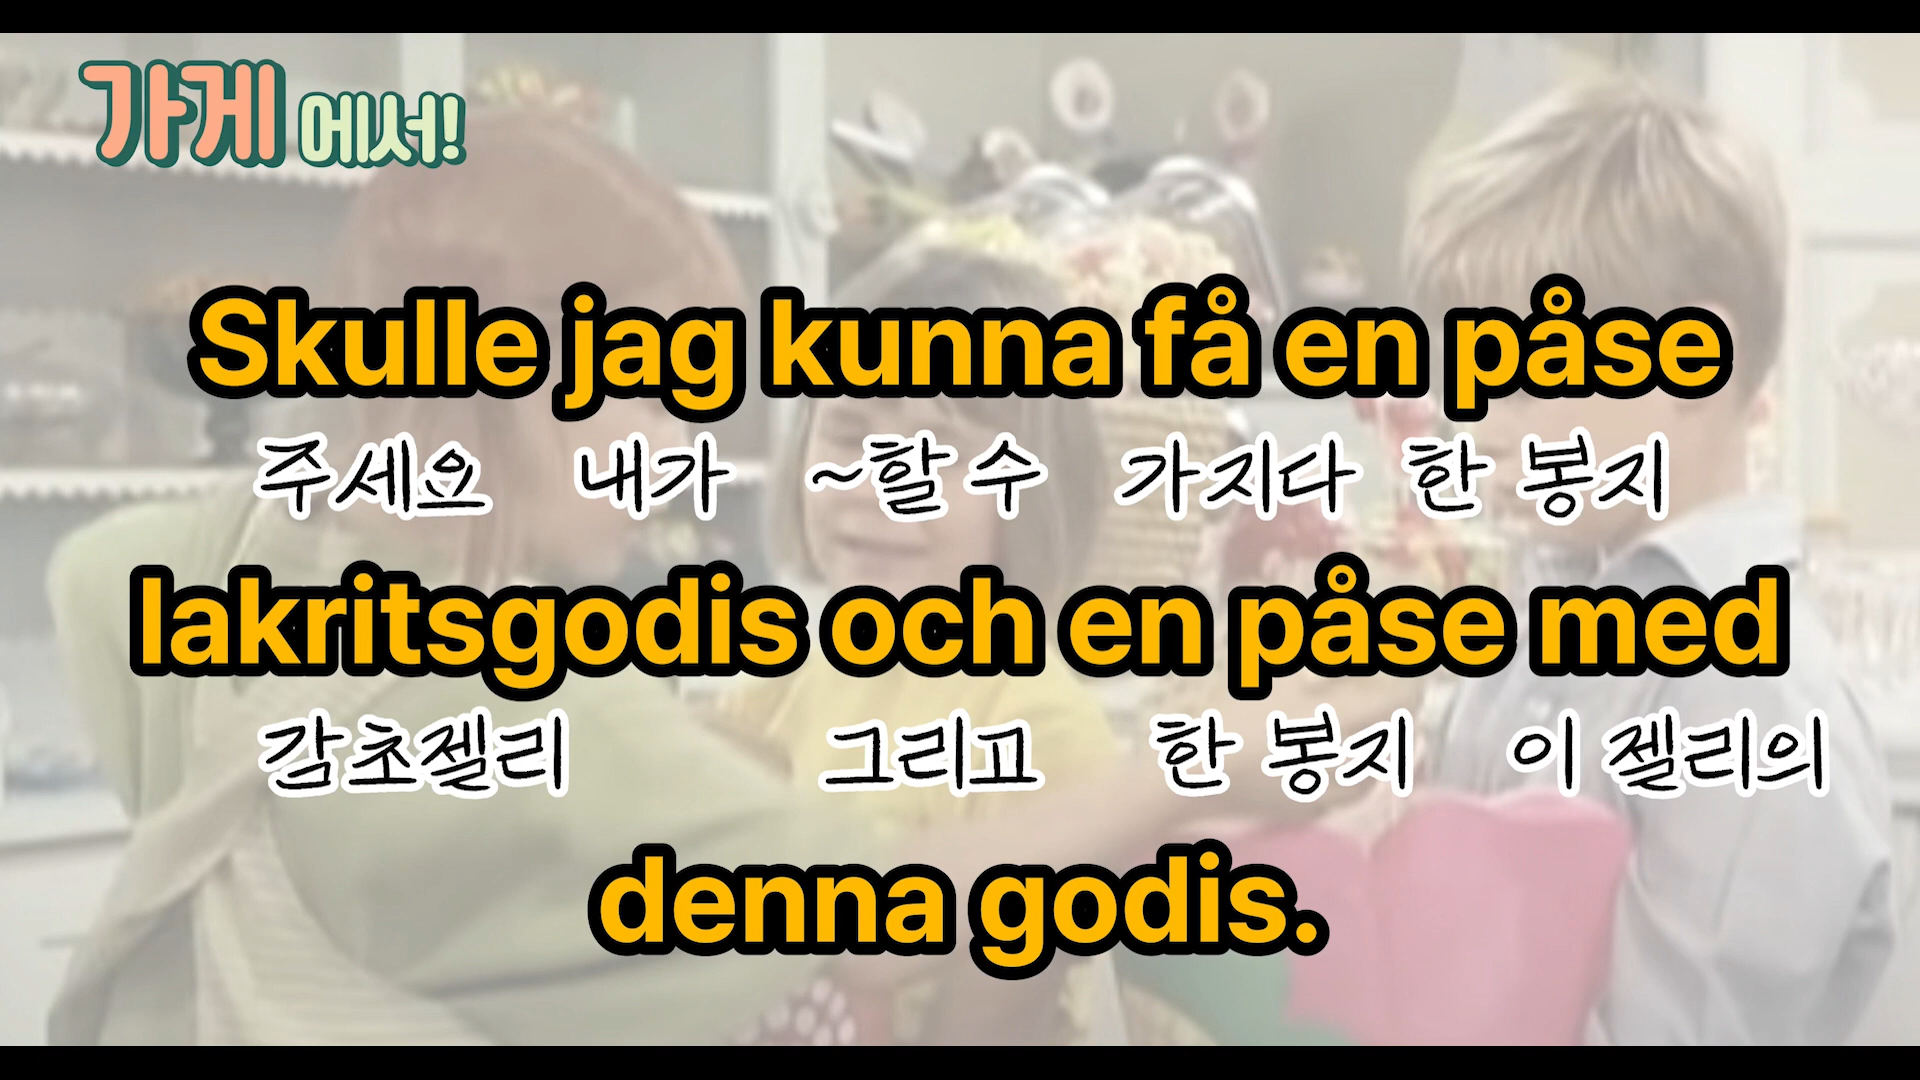 가게에서!
Skulle jag kunna få en påse
주세요 내가 ~할 수 가지다 한 봉지
lakritsgodis och en påse med
감초젤리 그리고 한 봉지 이 젤리의
denna godis.